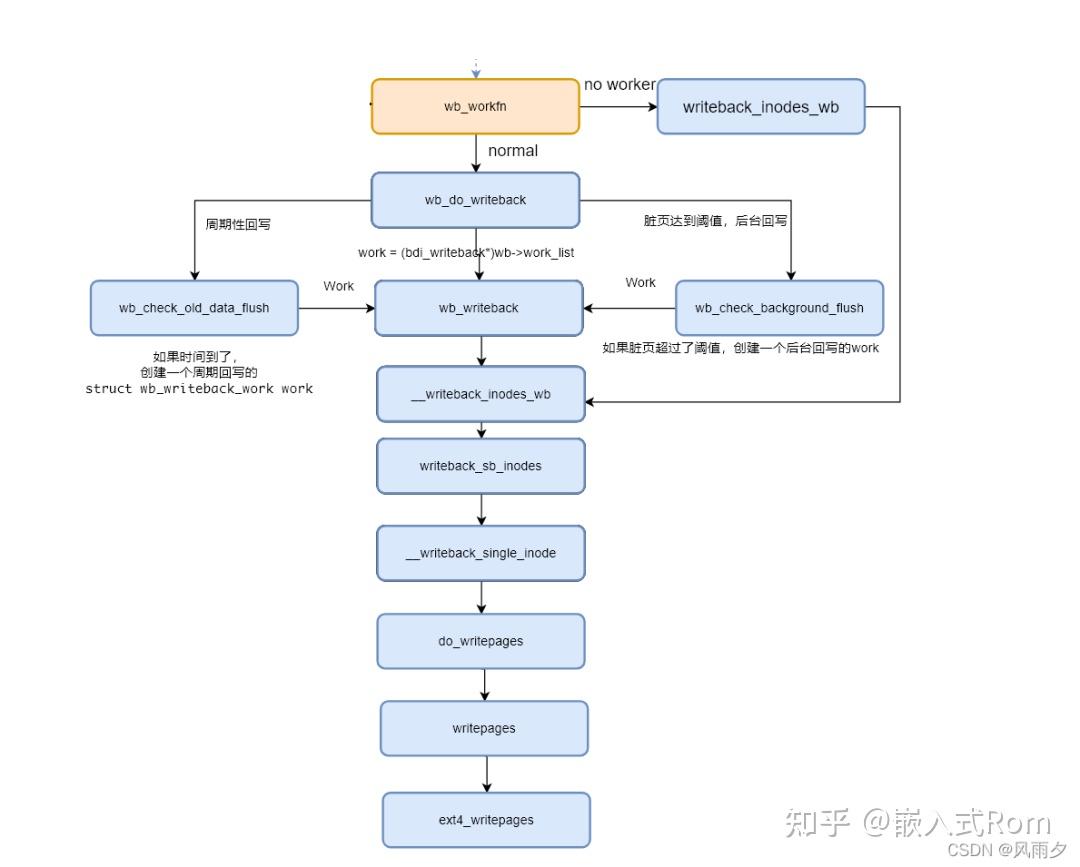 wb_workfn
no worker
writeback_inodes_wb
normal
wb_do_writeback
周期性回写
脏页达到阈值，后台回写
work = (bdi_writeback*)wb->work_list
wb_check_old_data_flush
Work
wb_writeback
Work
wb_check_background_flush
如果时间到了，
创建一个周期回写的
struct wb_writeback_work work
如果脏页超过了阈值，创建一个后台回写的work
__writeback_inodes_wb
writeback_sb_inodes
__writeback_single_inode
do_writepages
writepages
ext4_writepages
知乎 @嵌入式Rom
CSDN @风雨夕